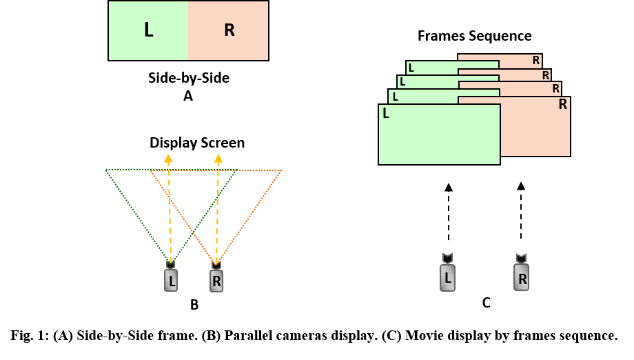 L R
Side-by-Side
A
Display Screen
L R
B
Frames Sequence
L R
L R
L R
L R
L R
C
Fig. 1: (A) Side-by-Side frame. (B) Parallel cameras display. (C) Movie display by frames sequence.